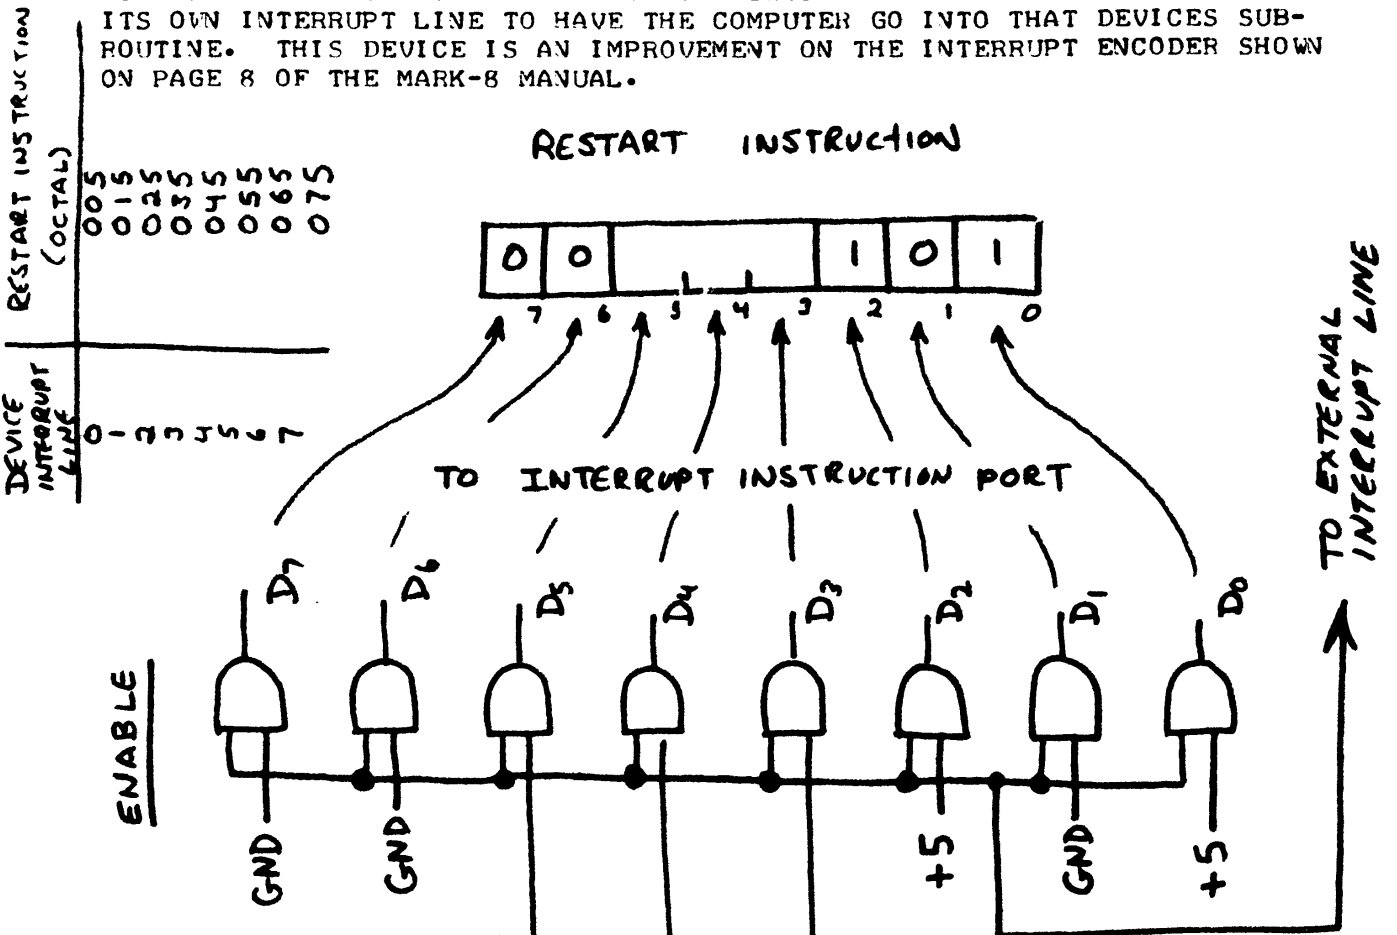 ITS OWN INTERRUPT LINE TO HAVE THE COMPUTER GO INTO THAT DEVICES SUB-
ROUTINE. THIS DEVICE IS AN IMPROVEMENT ON THE INTERRUPT ENCODER SHOWN
ON PAGE 8 OF THE MARK-8 MANUAL.
RESTART INSTRUCTION
(OCTAL)
005
015
025
035
045
055
065
075
DEVICE
INTERRUPT
LINE
0
1
2
3
4
5
6
7
RESTART INSTRUCTION
0 0 1 0 1
7 6 5 4 3 2 1 0
TO INTERRUPT INSTRUCTION PORT
D7 D6 D5 D4 D3 D2 D1 D0
TO EXTERNAL
INTERRUPT LINE
ENABLE
GND GND +5 GND +5